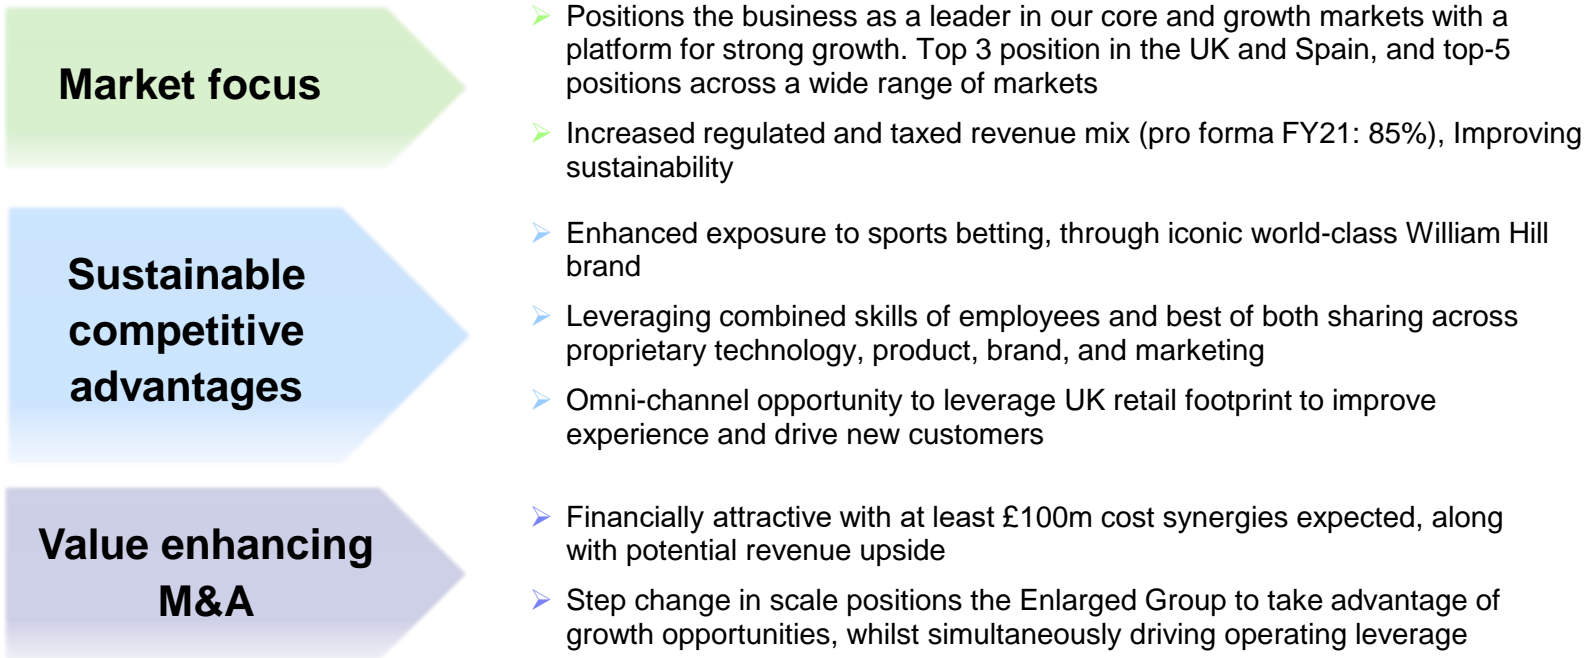 Market focus
Positions the business as a leader in our core and growth markets with a
platform for strong growth. Top 3 position in the UK and Spain, and top-5
positions across a wide range of markets
Increased regulated and taxed revenue mix (pro forma FY21: 85%), Improving
sustainability
Sustainable
competitive
advantages
Enhanced exposure to sports betting, through iconic world-class William Hill
brand
Leveraging combined skills of employees and best of both sharing across
proprietary technology, product, brand, and marketing
Omni-channel opportunity to leverage UK retail footprint to improve
experience and drive new customers
Value enhancing
M&A
Financially attractive with at least £100m cost synergies expected, along
with potential revenue upside
Step change in scale positions the Enlarged Group to take advantage of
growth opportunities, whilst simultaneously driving operating leverage